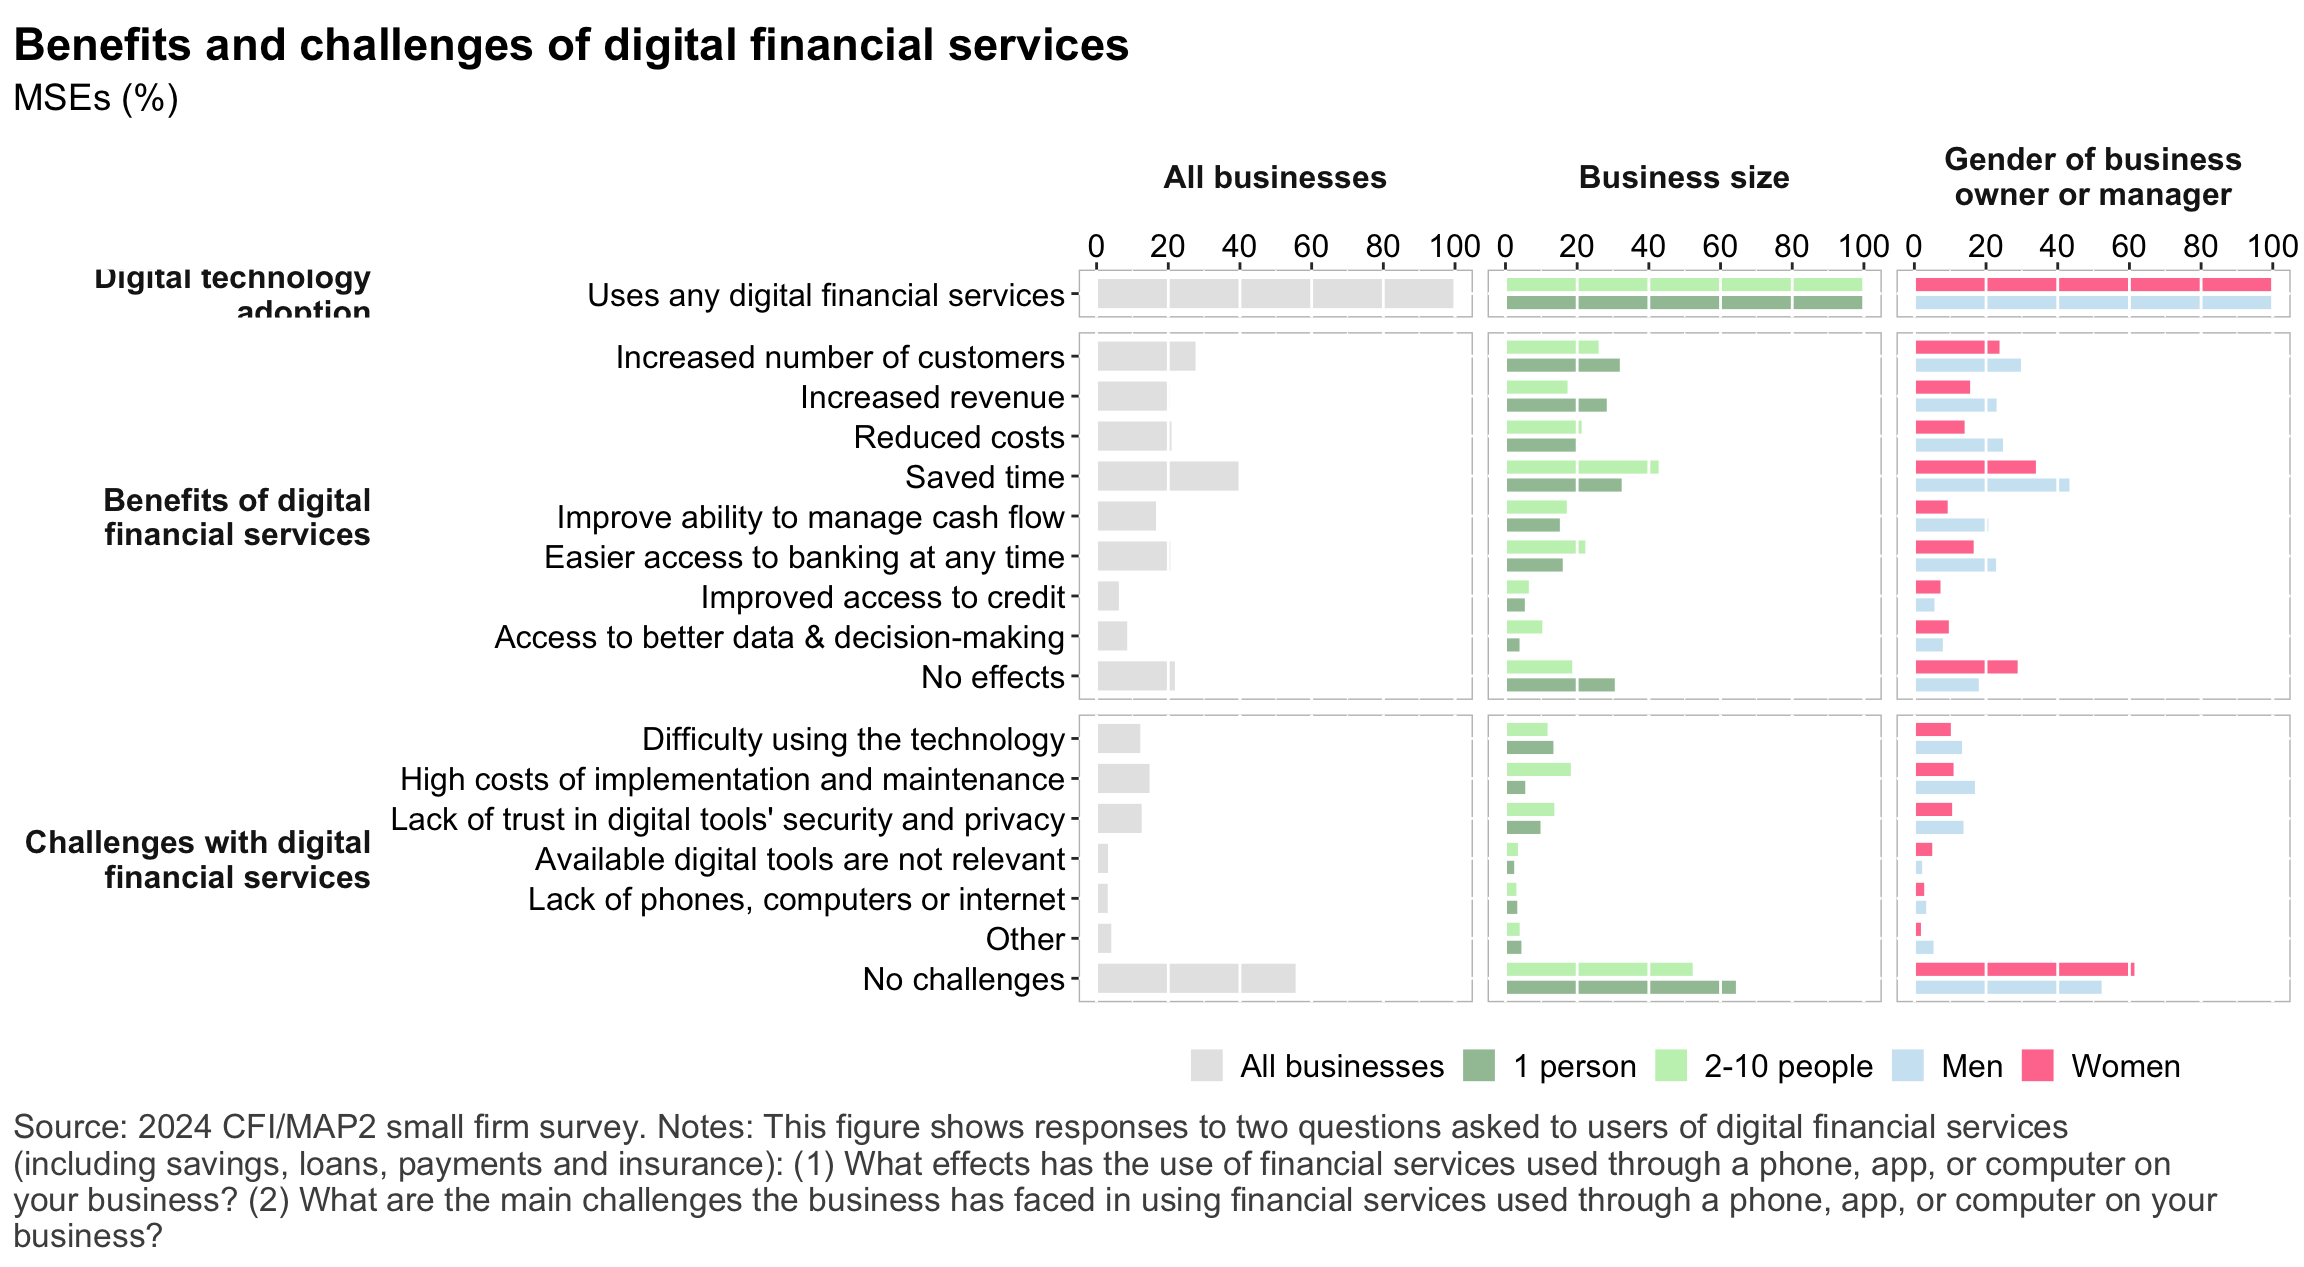 Benefits and challenges of digital financial services
MSEs (%)
All businesses
Business size
Gender of business
owner or manager
0 20 40 60 80 100
0 20 40 60 80 100
0 20 40 60 80 100
Digital technology
adoption
Uses any digital financial services
Benefits of digital
financial services
Increased number of customers
Increased revenue
Reduced costs
Saved time
Improve ability to manage cash flow
Easier access to banking at any time
Improved access to credit
Access to better data & decision-making
No effects
Challenges with digital
financial services
Difficulty using the technology
High costs of implementation and maintenance
Lack of trust in digital tools' security and privacy
Available digital tools are not relevant
Lack of phones, computers or internet
Other
No challenges
All businesses
1 person
2-10 people
Men
Women
Source: 2024 CFI/MAP2 small firm survey. Notes: This figure shows responses to two questions asked to users of digital financial services
(including savings, loans, payments and insurance): (1) What effects has the use of financial services used through a phone, app, or computer on
your business? (2) What are the main challenges the business has faced in using financial services used through a phone, app, or computer on your
business?